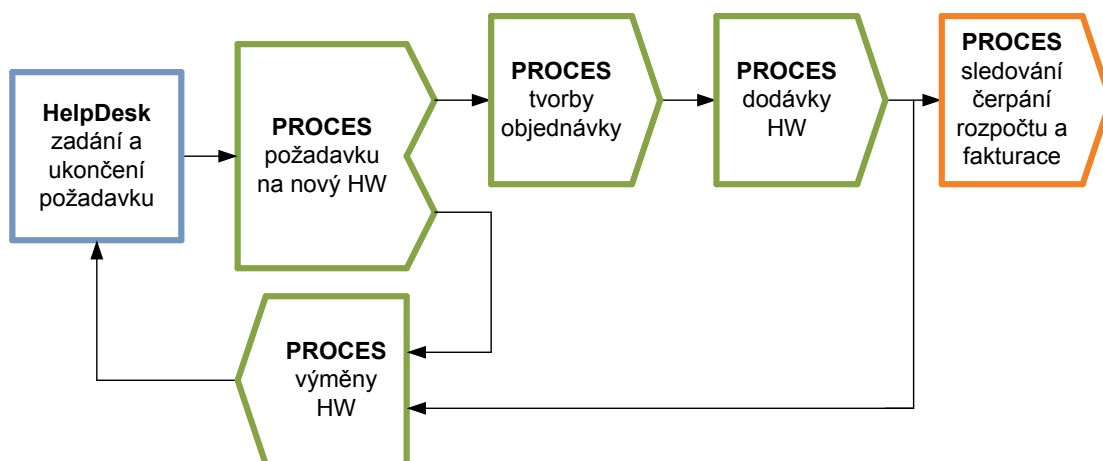 HelpDesk
zadání a
ukončení
požadavku
PROCES
požadavku
na nový HW
PROCES
tvorby
objednávky
PROCES
dodávky
HW
PROCES
sledování
čerpání
rozpočtu a
fakturace
PROCES
výměny
HW